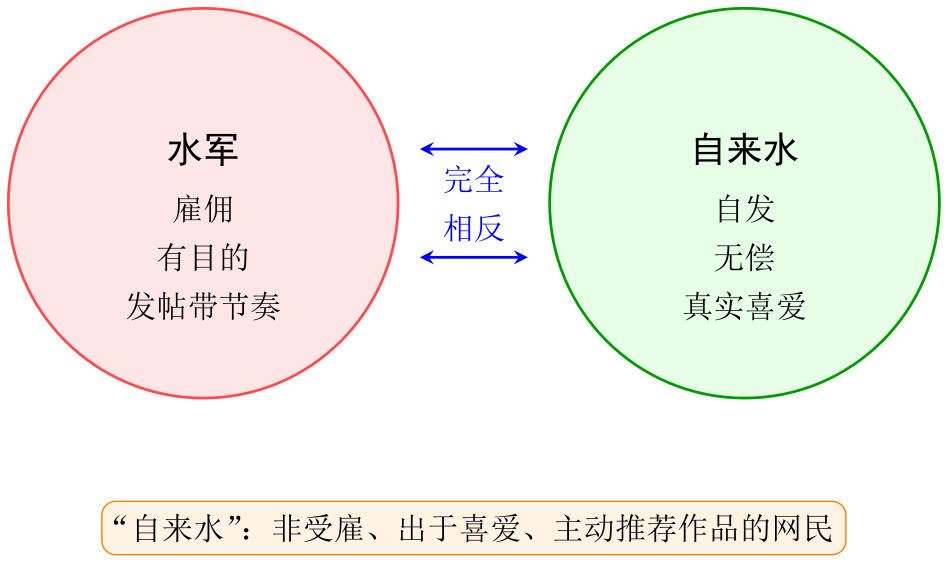 水军
雇佣
有目的
发帖带节奏
完全
相反
自来水
自发
无偿
真实喜爱
“自来水”：非受雇、出于喜爱、主动推荐作品的网民